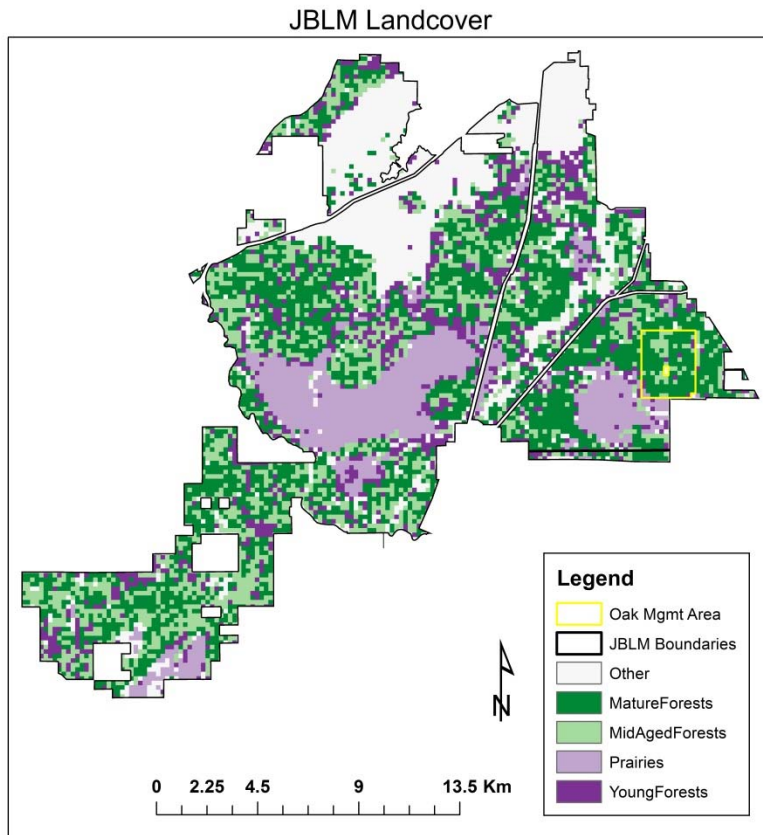 JBLM Landcover
Legend
Oak Mgmt Area
JBLM Boundaries
Other
MatureForests
MidAgedForests
Prairies
YoungForests
N
0 2.25 4.5 9 13.5 Km